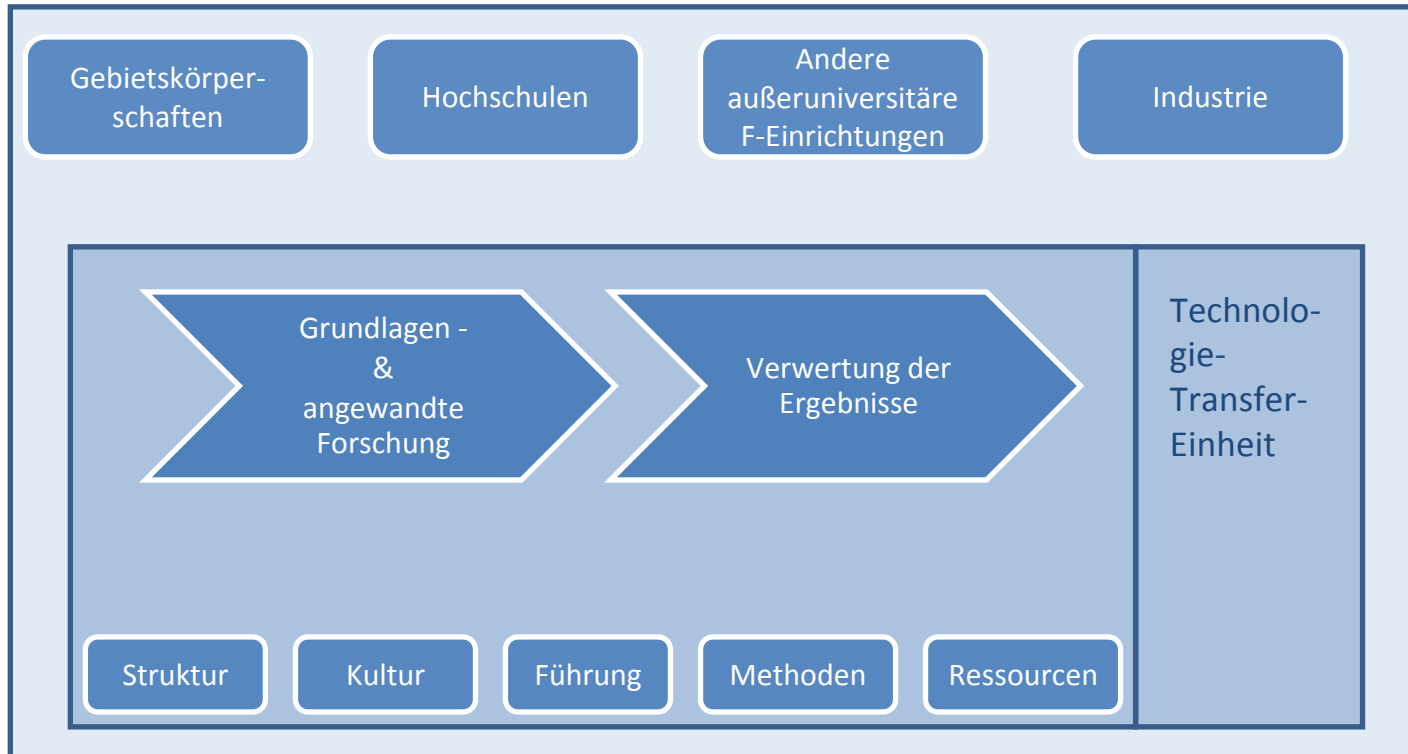 Gebietskörper-
schaften
Hochschulen
Andere
außeruniversitäre
F-Einrichtungen
Industrie
Grundlagen -
&
angewandte
Forschung
Verwertung der
Ergebnisse
Technolo-
gie-
Transfer-
Einheit
Struktur
Kultur
Führung
Methoden
Ressourcen